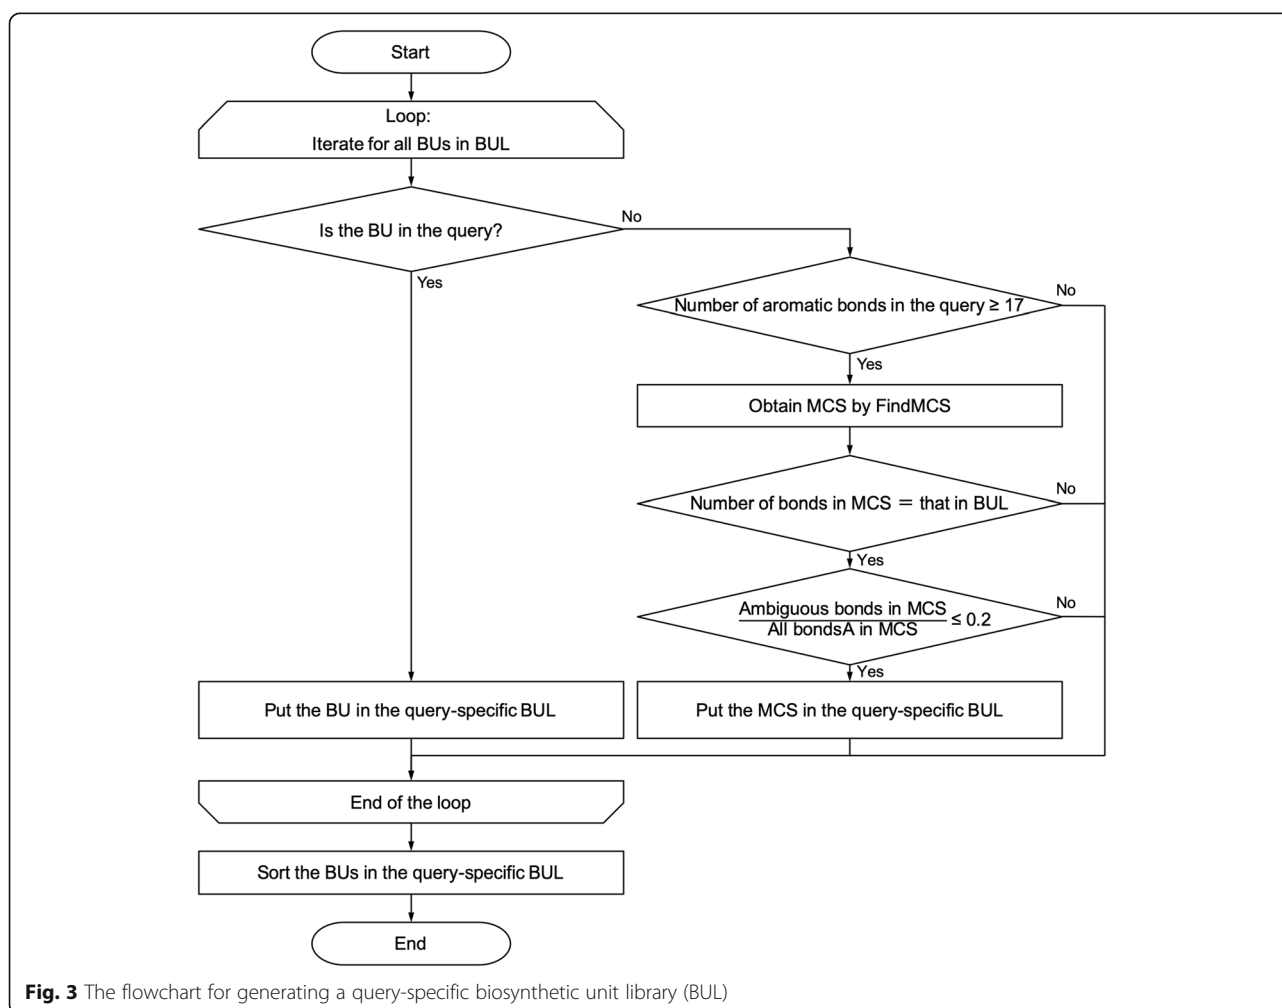 Start
Loop:
Iterate for all BUs in BUL
Is the BU in the query?
No
Yes
Number of aromatic bonds in the query ≥ 17
No
Yes
Obtain MCS by FindMCS
Number of bonds in MCS = that in BUL
No
Yes
Ambiguous bonds in MCS
All bondsA in MCS
≤ 0.2
No
Yes
Put the BU in the query-specific BUL
Put the MCS in the query-specific BUL
End of the loop
Sort the BUs in the query-specific BUL
End
Fig. 3 The flowchart for generating a query-specific biosynthetic unit library (BUL)